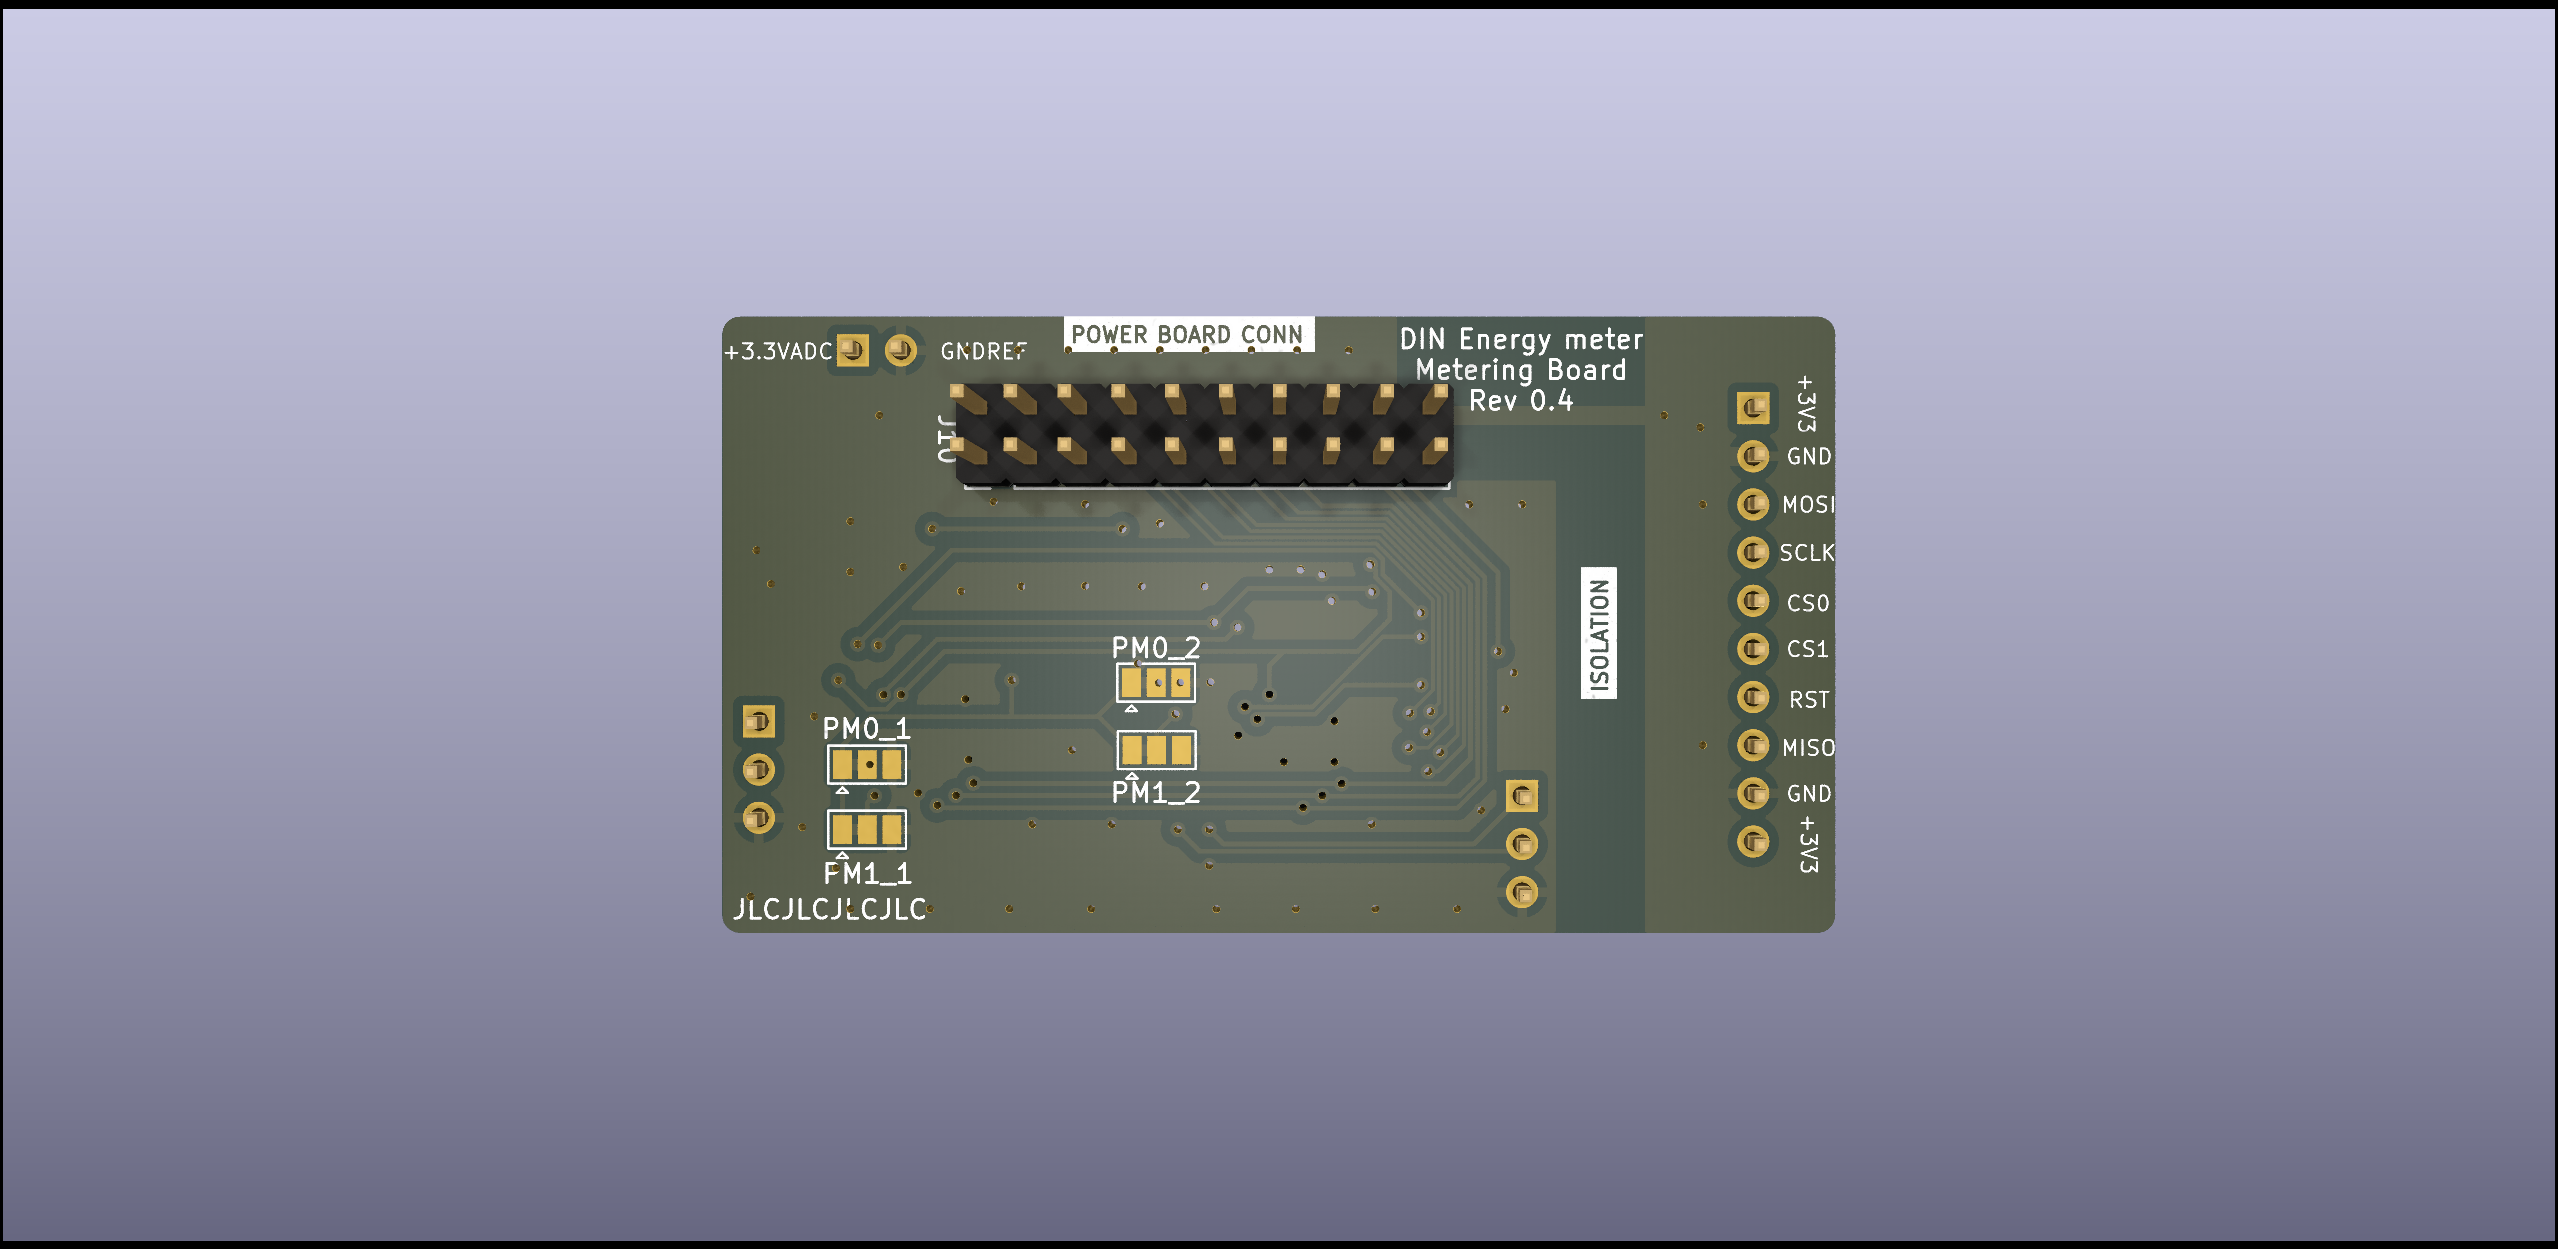 POWER BOARD CONN
+3.3VADC
GNDREF
DIN Energy meter
Metering Board
Rev 0.4
J10
+3V3
GND
MOSI
SCLK
CS0
CS1
RST
MISO
GND
+3V3
ISOLATION
PM0_2
PM1_2
PM0_1
PM1_1
JLCJLCJLCJLC